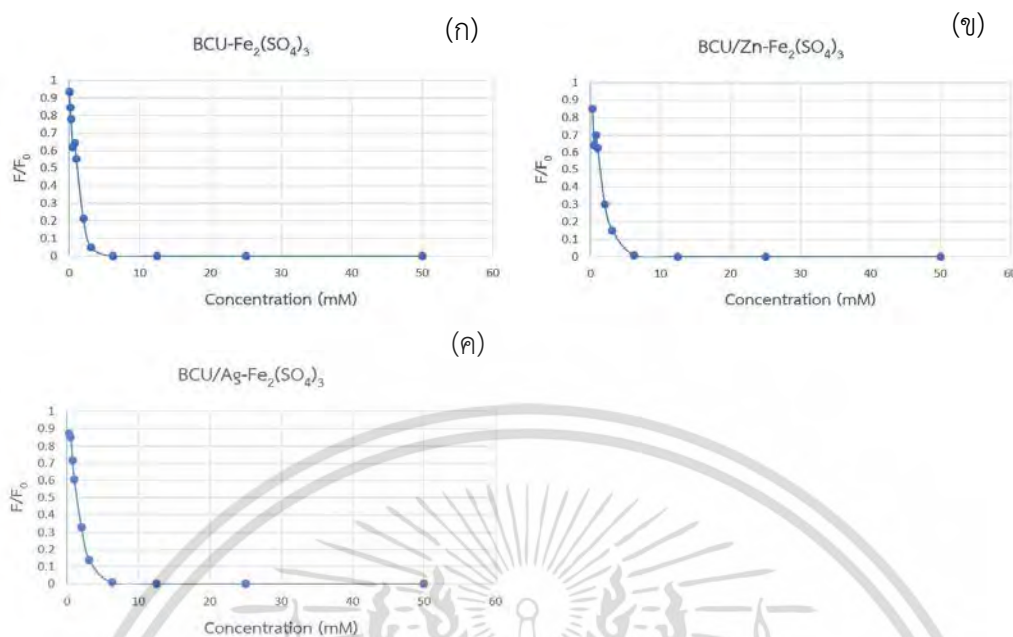 (ก)
BCU-Fe₂(SO₄)₃
1
0.9
0.8
0.7
0.6
0.5
0.4
0.3
0.2
0.1
0
F/F₀
0 10 20 30 40 50 60
Concentration (mM)
(ข)
BCU/Zn-Fe₂(SO₄)₃
1
0.9
0.8
0.7
0.6
0.5
0.4
0.3
0.2
0.1
0
F/F₀
0 10 20 30 40 50 60
Concentration (mM)
(ค)
BCU/Ag-Fe₂(SO₄)₃
1
0.9
0.8
0.7
0.6
0.5
0.4
0.3
0.2
0.1
0
F/F₀
0 10 20 30 40 50 60
Concentration (mM)